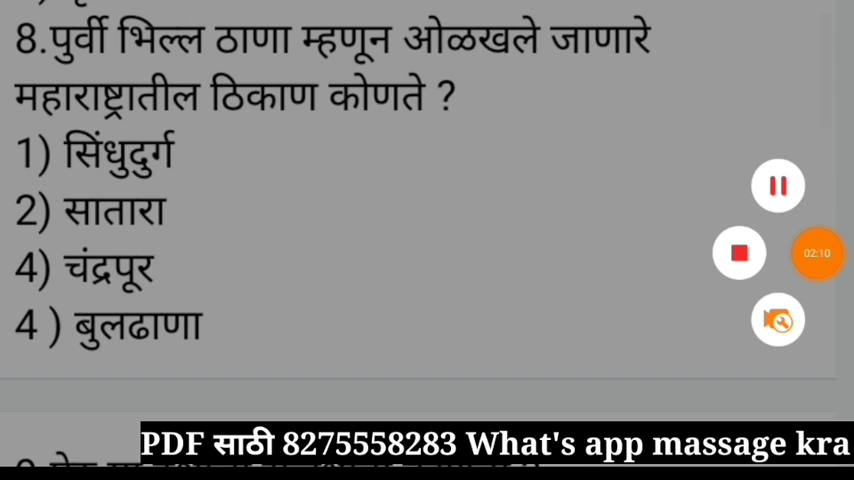 8.पुर्वी भिल्ल ठाणा म्हणून ओळखले जाणारे
महाराष्ट्रातील ठिकाण कोणते ?
1) सिंधुदुर्ग
2) सातारा
4) चंद्रपूर
4 ) बुलढाणा
02:10
PDF साठी 8275558283 What's app massage kra